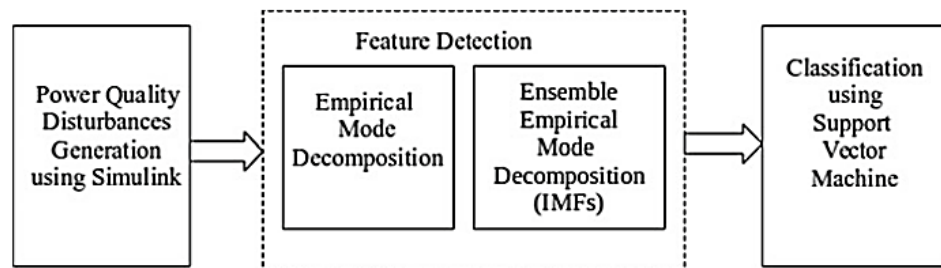 Power Quality
Disturbances
Generation
using Simulink
Feature Detection
Empirical
Mode
Decomposition
Ensemble
Empirical
Mode
Decomposition
(IMFs)
Classification
using
Support
Vector
Machine